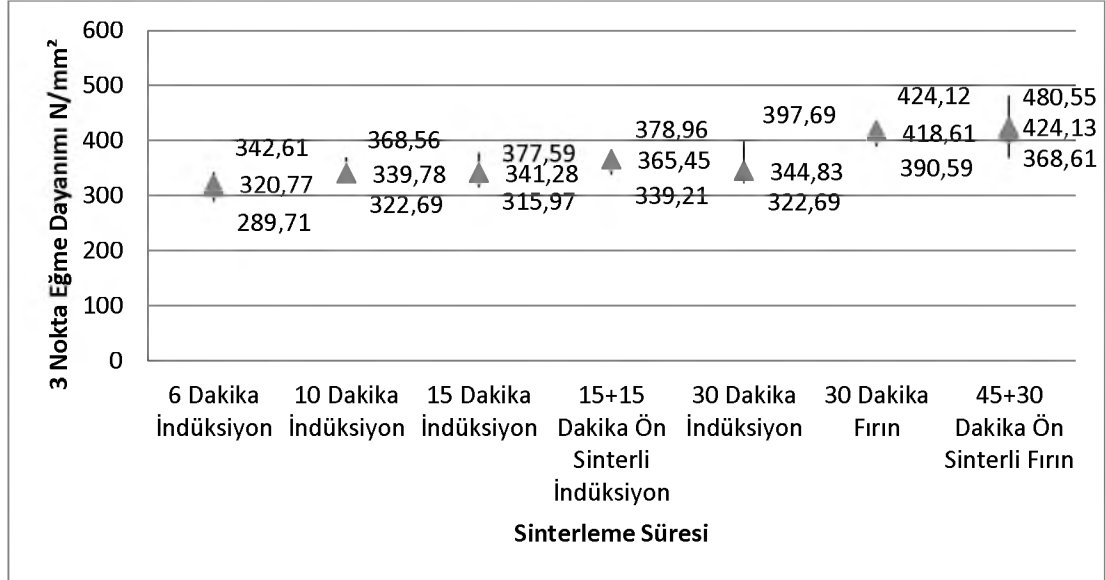 3 Nokta Eğme Dayanımı N/mm²
600
500
400
300
200
100
0
342,61
320,77
289,71
368,56
339,78
322,69
377,59
341,28
315,97
378,96
365,45
339,21
397,69
344,83
322,69
424,12
418,61
390,59
480,55
424,13
368,61
6 Dakika
İndüksiyon
10 Dakika
İndüksiyon
15 Dakika
İndüksiyon
15+15
Dakika Ön
Sinterli
İndüksiyon
30 Dakika
İndüksiyon
30 Dakika
Fırın
45+30
Dakika Ön
Sinterli Fırın
Sinterleme Süresi